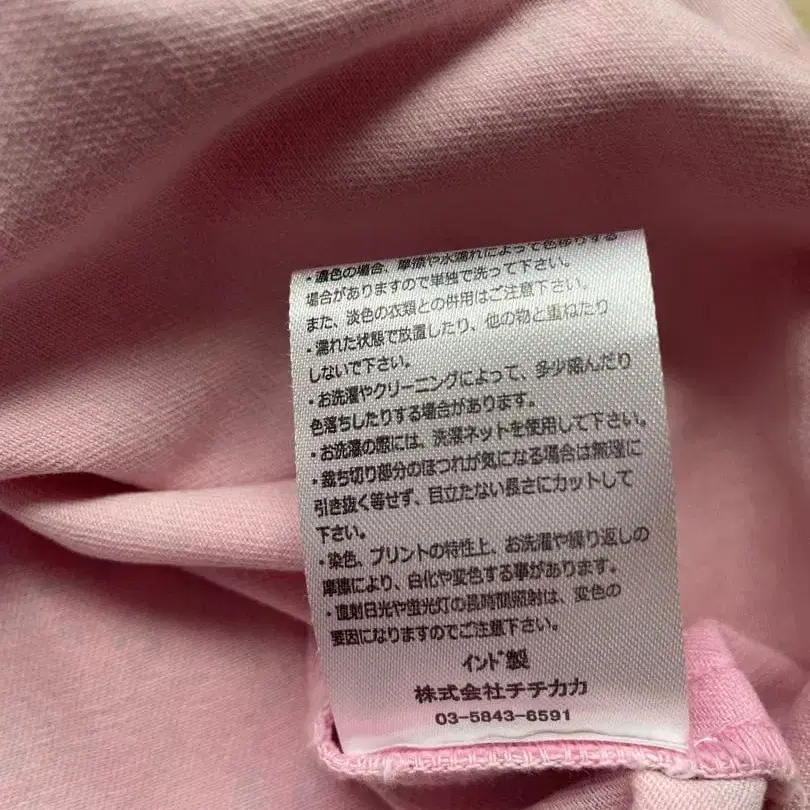 ・濃色の場合、摩擦や水濡れによって色移りする
場合がありますので単独で洗って下さい。
また、淡色の衣類との併用はご注意下さい。
・濡れた状態で放置したり、他の物と重ねたり
しないで下さい。
・お洗濯やクリーニングによって、多少縮んだり
色落ちしたりする場合があります。
・お洗濯の際には、洗濯ネットを使用して下さい。
・裁ち切り部分のほつれが気になる場合は無理に
引き抜く等せず、目立たない長さにカットして
下さい。
・染色、プリントの特性上、お洗濯や繰り返しの
摩擦により、白化や変色する事があります。
・直射日光や蛍光灯の長時間照射は、変色の
要因になりますのでご注意下さい。
インド製
株式会社チチカカ
03-5843-8591